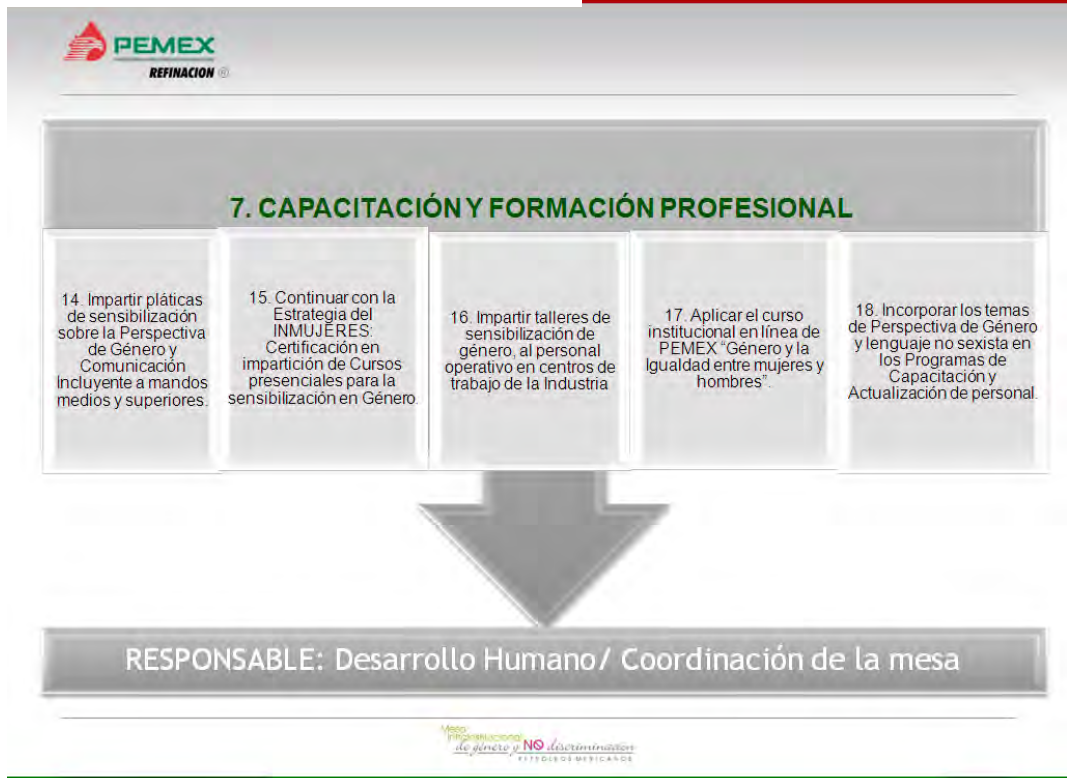 PEMEX
REFINACION ®
7. CAPACITACIÓN Y FORMACIÓN PROFESIONAL
14. Impartir pláticas
de sensibilización
sobre la Perspectiva
de Género y
Comunicación
Incluyente a mandos
medios y superiores.
15. Continuar con la
Estrategia del
INMUJERES:
Certificación en
impartición de Cursos
presenciales para la
sensibilización en Género.
16. Impartir talleres de
sensibilización de
género, al personal
operativo en centros de
trabajo de la Industria
17. Aplicar el curso
institucional en línea de
PEMEX “Género y la
Igualdad entre mujeres y
hombres”.
18. Incorporar los temas
de Perspectiva de Género
y lenguaje no sexista en
los Programas de
Capacitación y
Actualización de personal.
RESPONSABLE: Desarrollo Humano/ Coordinación de la mesa
Mesa
de género y NO discriminación
PETRÓLEOS MEXICANOS